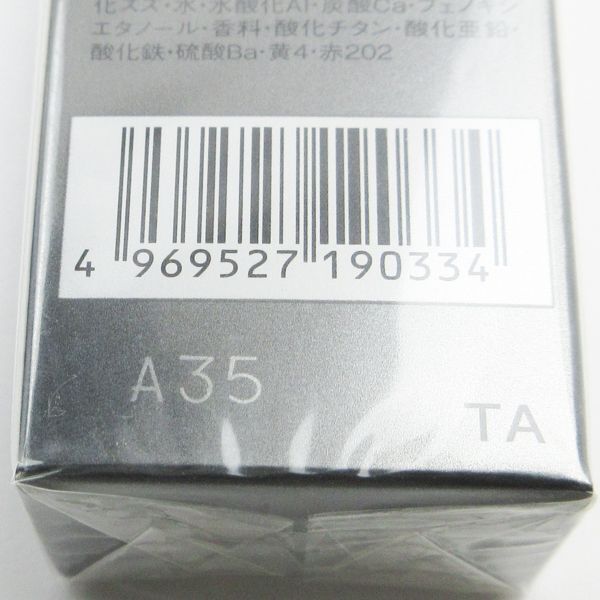 化スズ・水・水酸化Al・炭酸Ca・フェノキシ
エタノール・香料・酸化チタン・酸化亜鉛・
酸化鉄・硫酸Ba・黄4・赤202
4 969527 190334
A35
TA